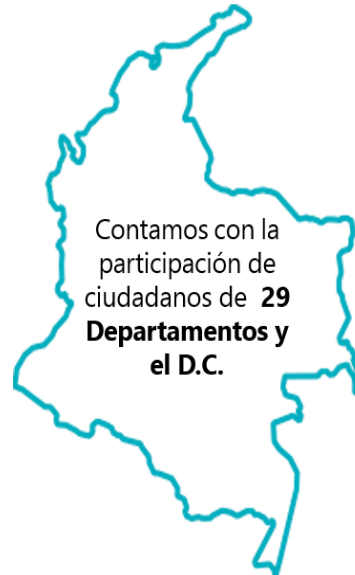 Contamos con la
participación de
ciudadanos de 29
Departamentos y
el D.C.